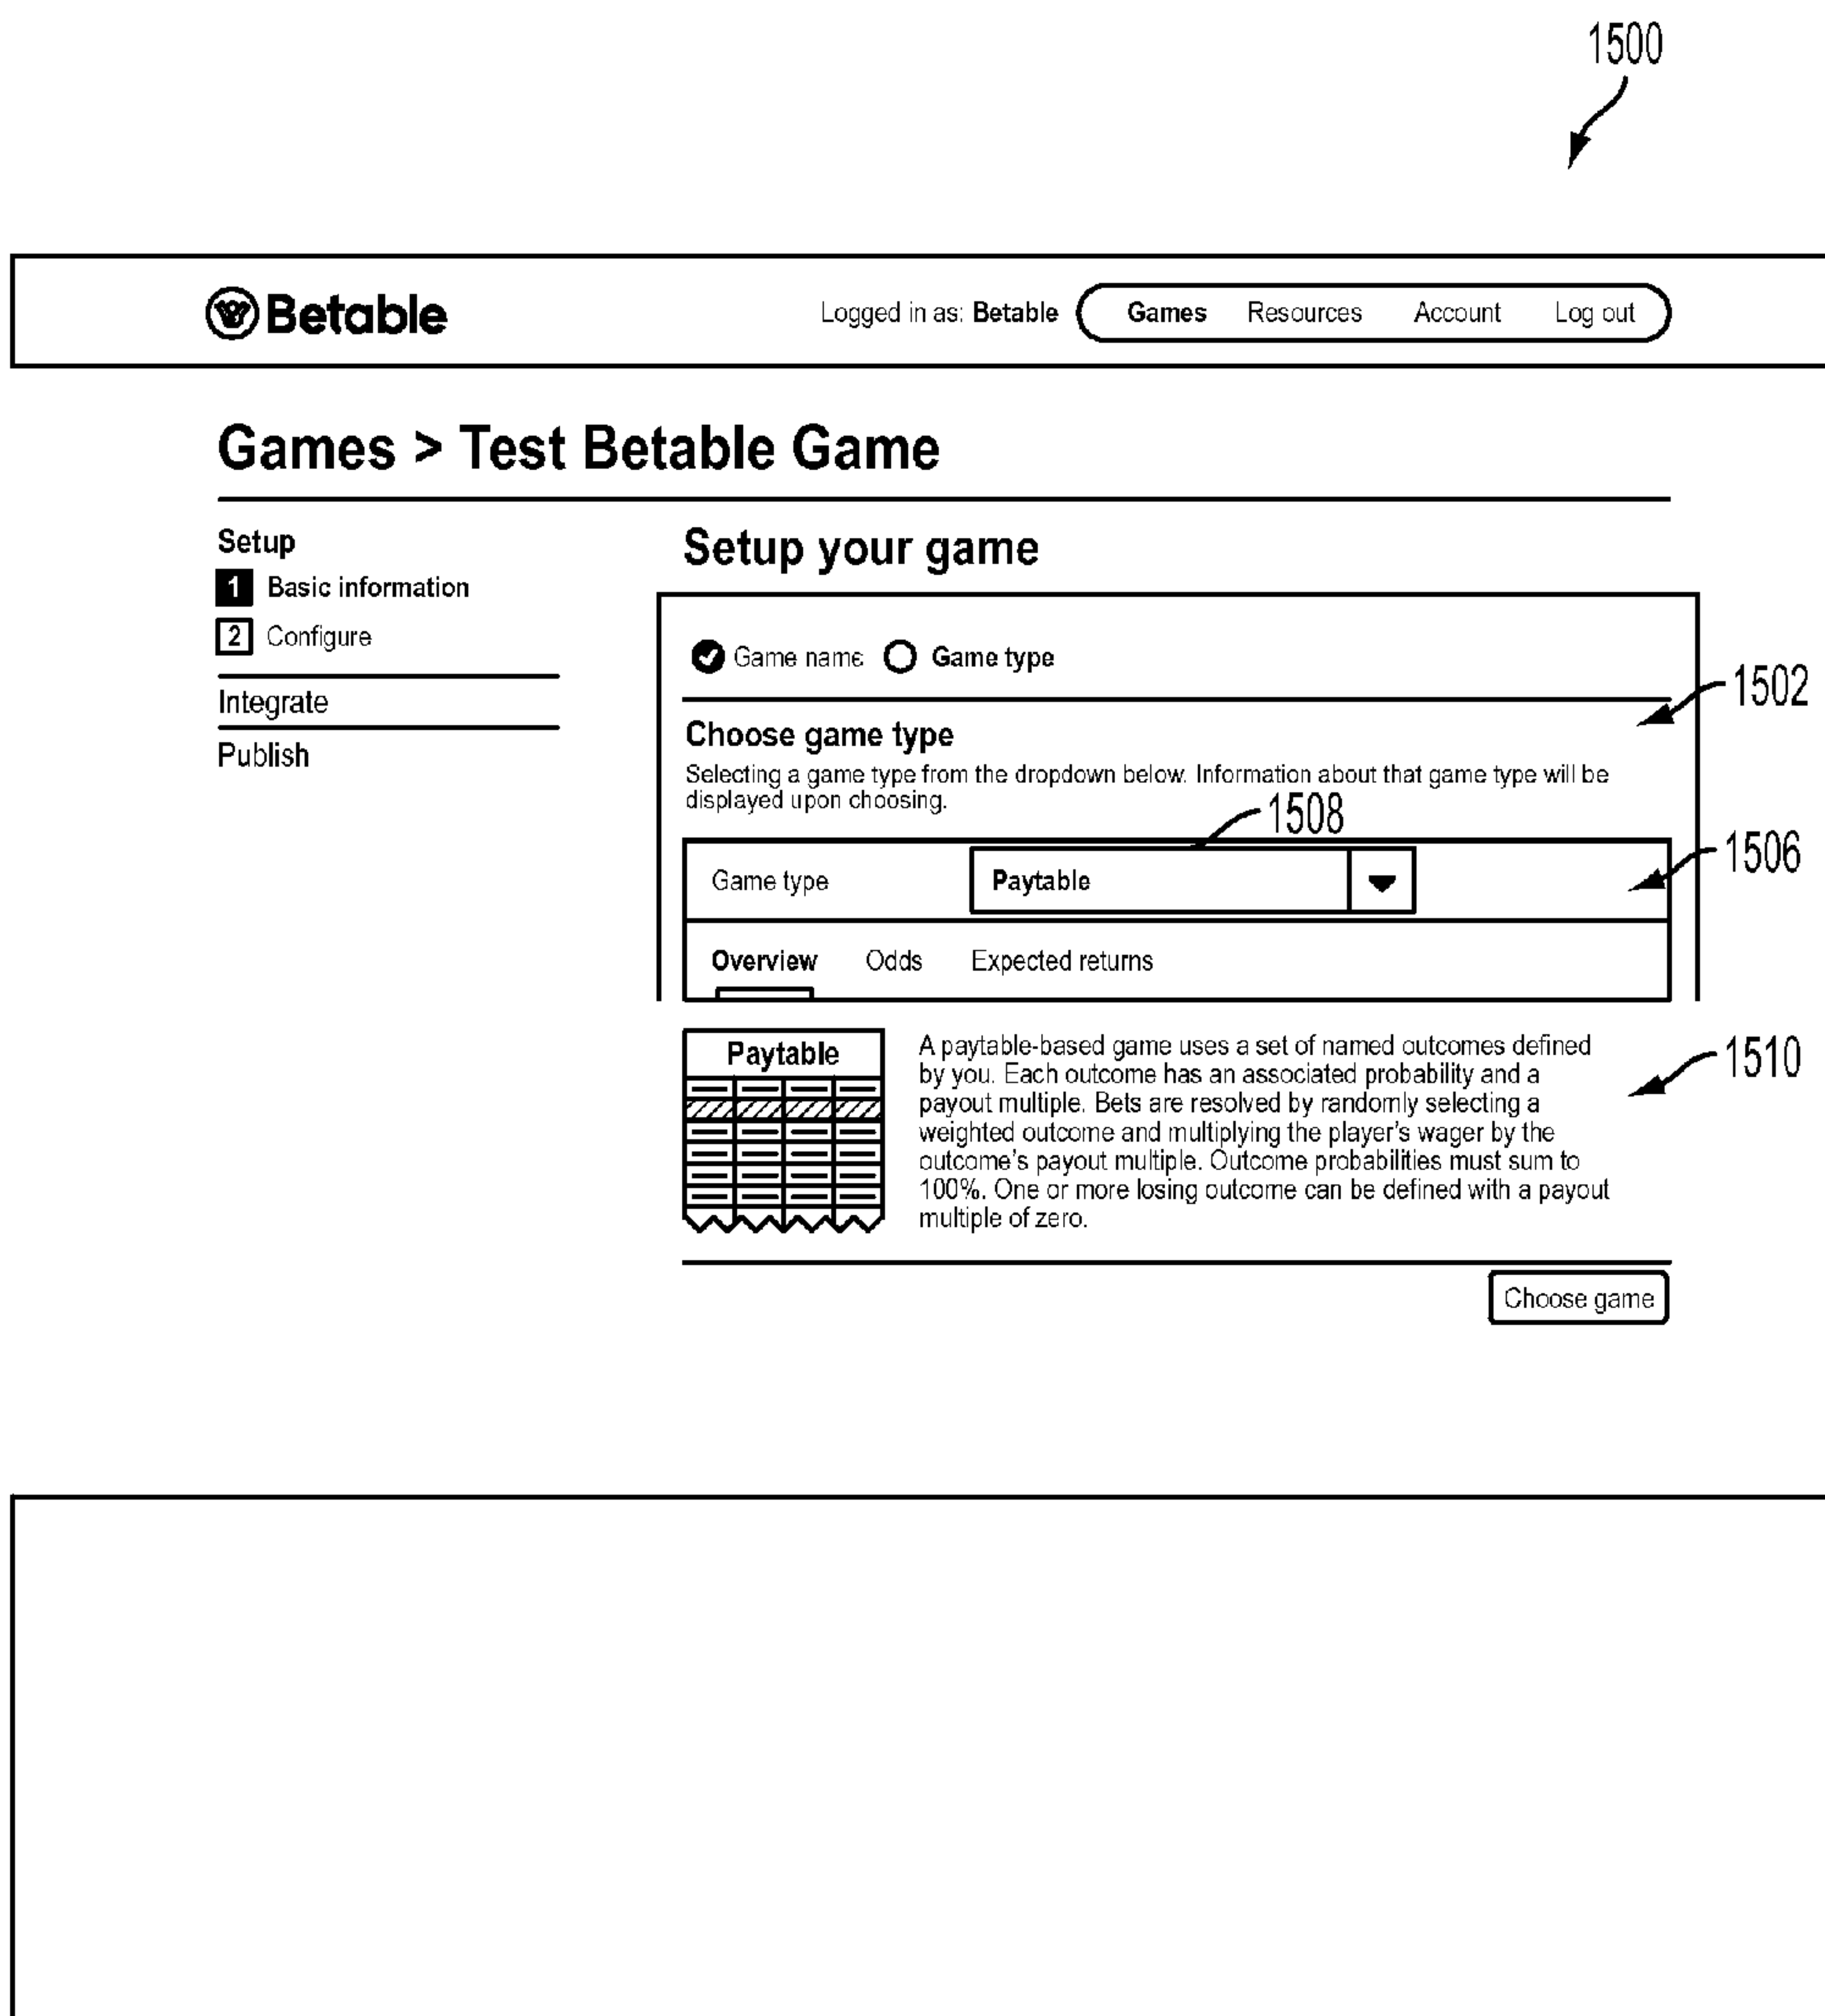 1500
Betable
Logged in as: Betable Games Resources Account Log out
Games > Test Betable Game
Setup
1 Basic information
2 Configure
Integrate
Publish
Setup your game
Game name Game type
1502
Choose game type
Selecting a game type from the dropdown below. Information about that game type will be
displayed upon choosing.
1508
Game type Paytable
1506
Overview Odds Expected returns
Paytable
A paytable-based game uses a set of named outcomes defined
by you. Each outcome has an associated probability and a
payout multiple. Bets are resolved by randomly selecting a
weighted outcome and multiplying the player's wager by the
outcome's payout multiple. Outcome probabilities must sum to
100%. One or more losing outcome can be defined with a payout
multiple of zero.
1510
Choose game